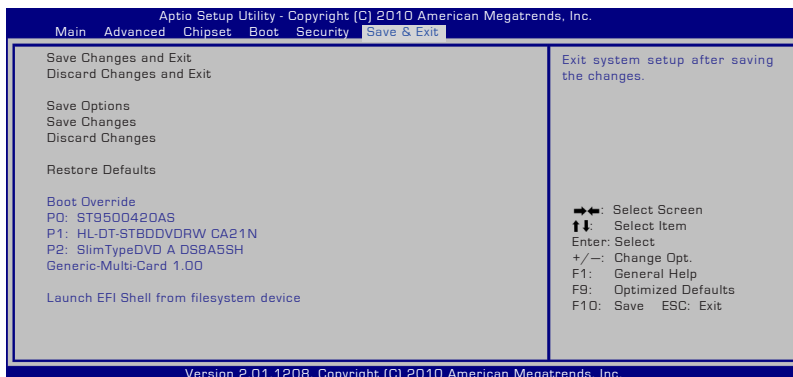 Aptio Setup Utility - Copyright (C) 2010 American Megatrends, Inc.
Main Advanced Chipset Boot Security Save & Exit
Save Changes and Exit
Discard Changes and Exit
Save Options
Save Changes
Discard Changes
Restore Defaults
Boot Override
P0: ST9500420AS
P1: HL-DT-STBDDVDRW CA21N
P2: SlimTypeDVD A DS8A5SH
Generic-Multi-Card 1.00
Launch EFI Shell from filesystem device
Exit system setup after saving
the changes.
→←: Select Screen
↑↓: Select Item
Enter: Select
+/—: Change Opt.
F1: General Help
F9: Optimized Defaults
F10: Save ESC: Exit
Version 2.01.1208. Copyright (C) 2010 American Megatrends, Inc.